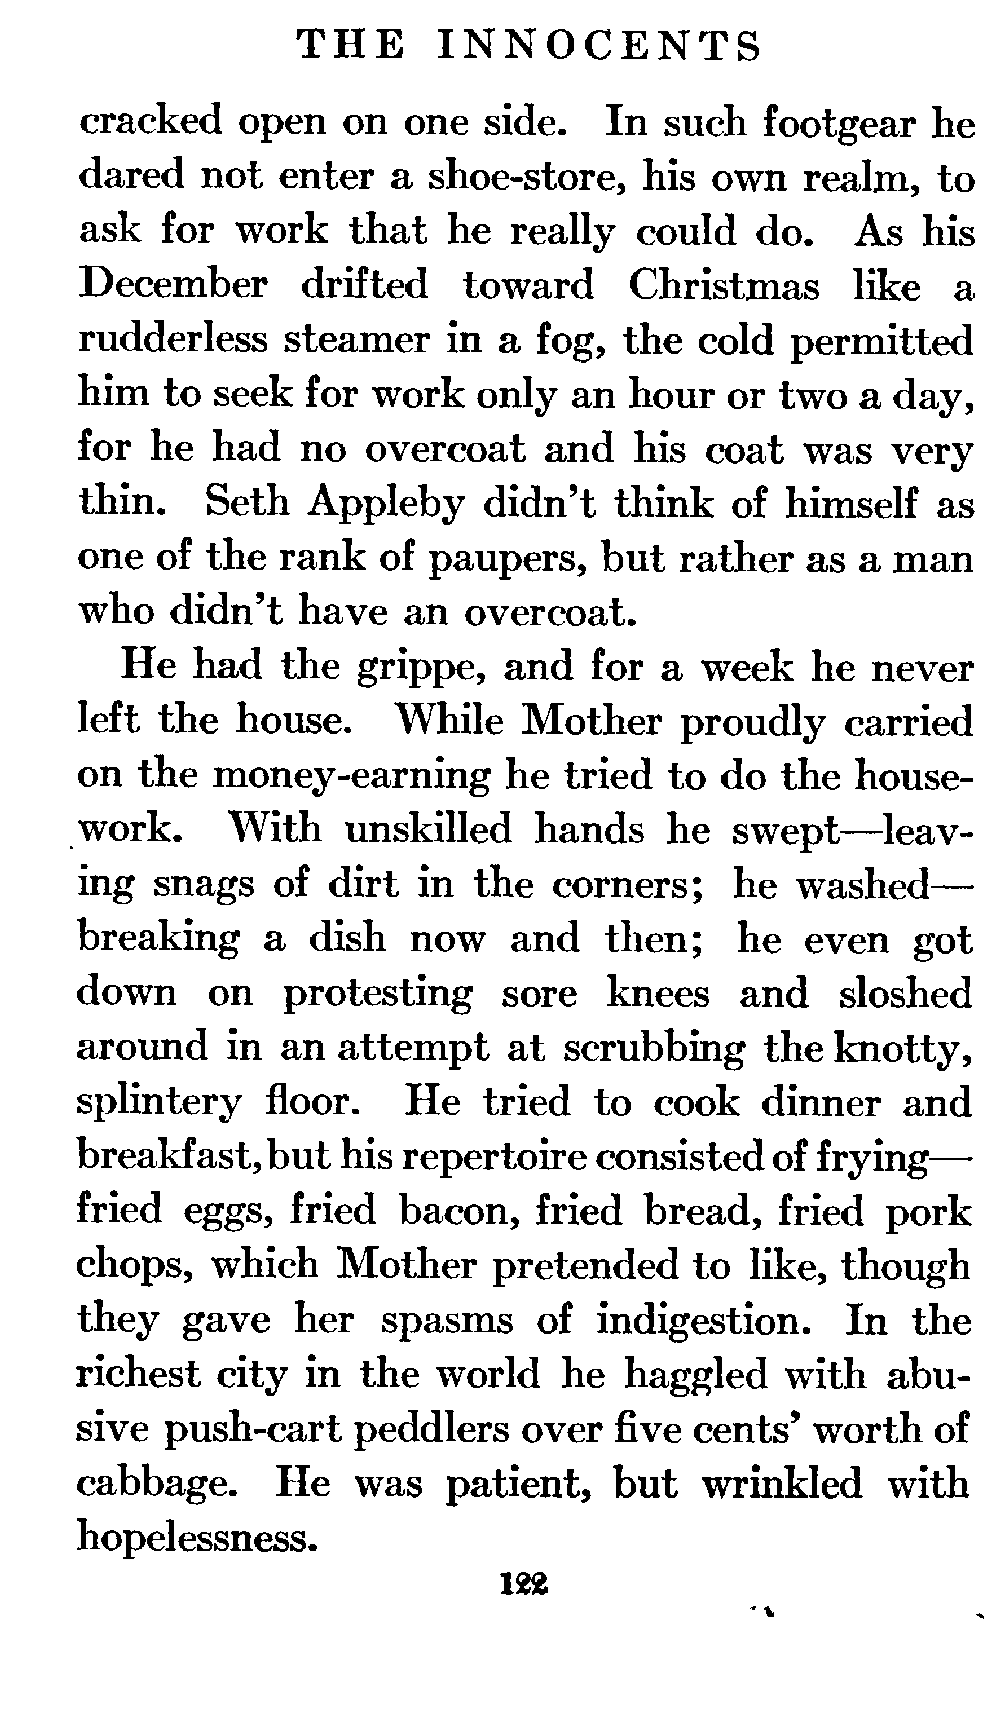 THE INNOCENTS
cracked open on one side. In such footgear he
dared not enter a shoe-store, his own realm, to
ask for work that he really could do. As his
December drifted toward Christmas like a
rudderless steamer in a fog, the cold permitted
him to seek for work only an hour or two a day,
for he had no overcoat and his coat was very
thin. Seth Appleby didn't think of himself as
one of the rank of paupers, but rather as a man
who didn't have an overcoat.
He had the grippe, and for a week he never
left the house. While Mother proudly carried
on the money-earning he tried to do the house-
work. With unskilled hands he swept—leav-
ing snags of dirt in the corners; he washed—
breaking a dish now and then; he even got
down on protesting sore knees and sloshed
around in an attempt at scrubbing the knotty,
splintery floor. He tried to cook dinner and
breakfast, but his repertoire consisted of frying—
fried eggs, fried bacon, fried bread, fried pork
chops, which Mother pretended to like, though
they gave her spasms of indigestion. In the
richest city in the world he haggled with abu-
sive push-cart peddlers over five cents' worth of
cabbage. He was patient, but wrinkled with
hopelessness.
122